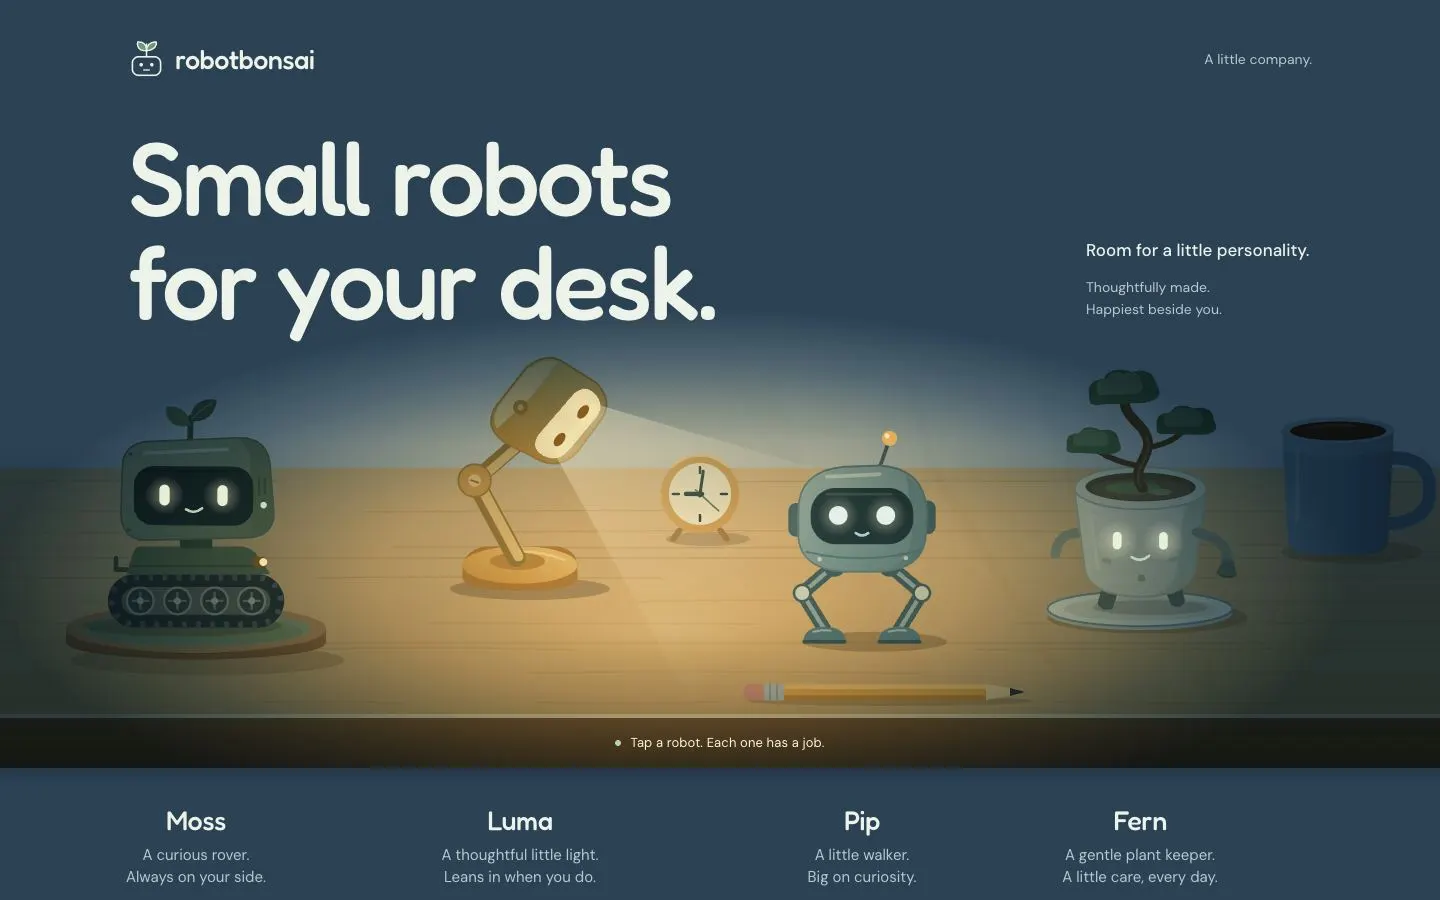 robotbonsai
A little company.
Small robots
for your desk.
Room for a little personality.
Thoughtfully made.
Happiest beside you.
Tap a robot. Each one has a job.
Moss
A curious rover.
Always on your side.
Luma
A thoughtful little light.
Leans in when you do.
Pip
A little walker.
Big on curiosity.
Fern
A gentle plant keeper.
A little care, every day.